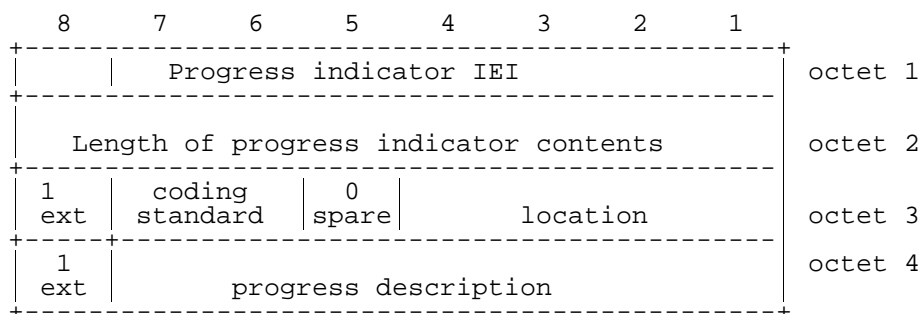 8 7 6 5 4 3 2 1
Progress indicator IEI octet 1
Length of progress indicator contents octet 2
1 coding 0
ext standard spare location octet 3
1 octet 4
ext progress description